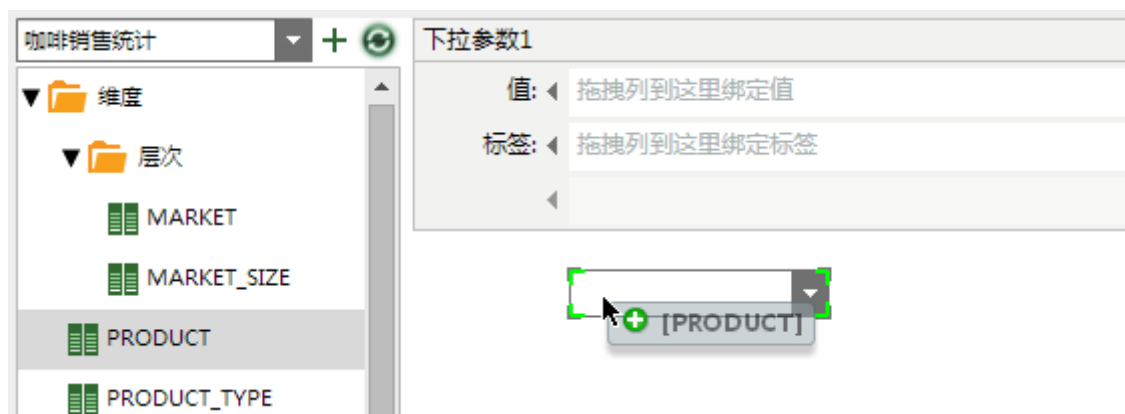 咖啡销售统计
下拉参数1
维度
值: 拖拽列到这里绑定值
层次
标签: 拖拽列到这里绑定标签
MARKET
MARKET_SIZE
[PRODUCT]
PRODUCT
PRODUCT_TYPE